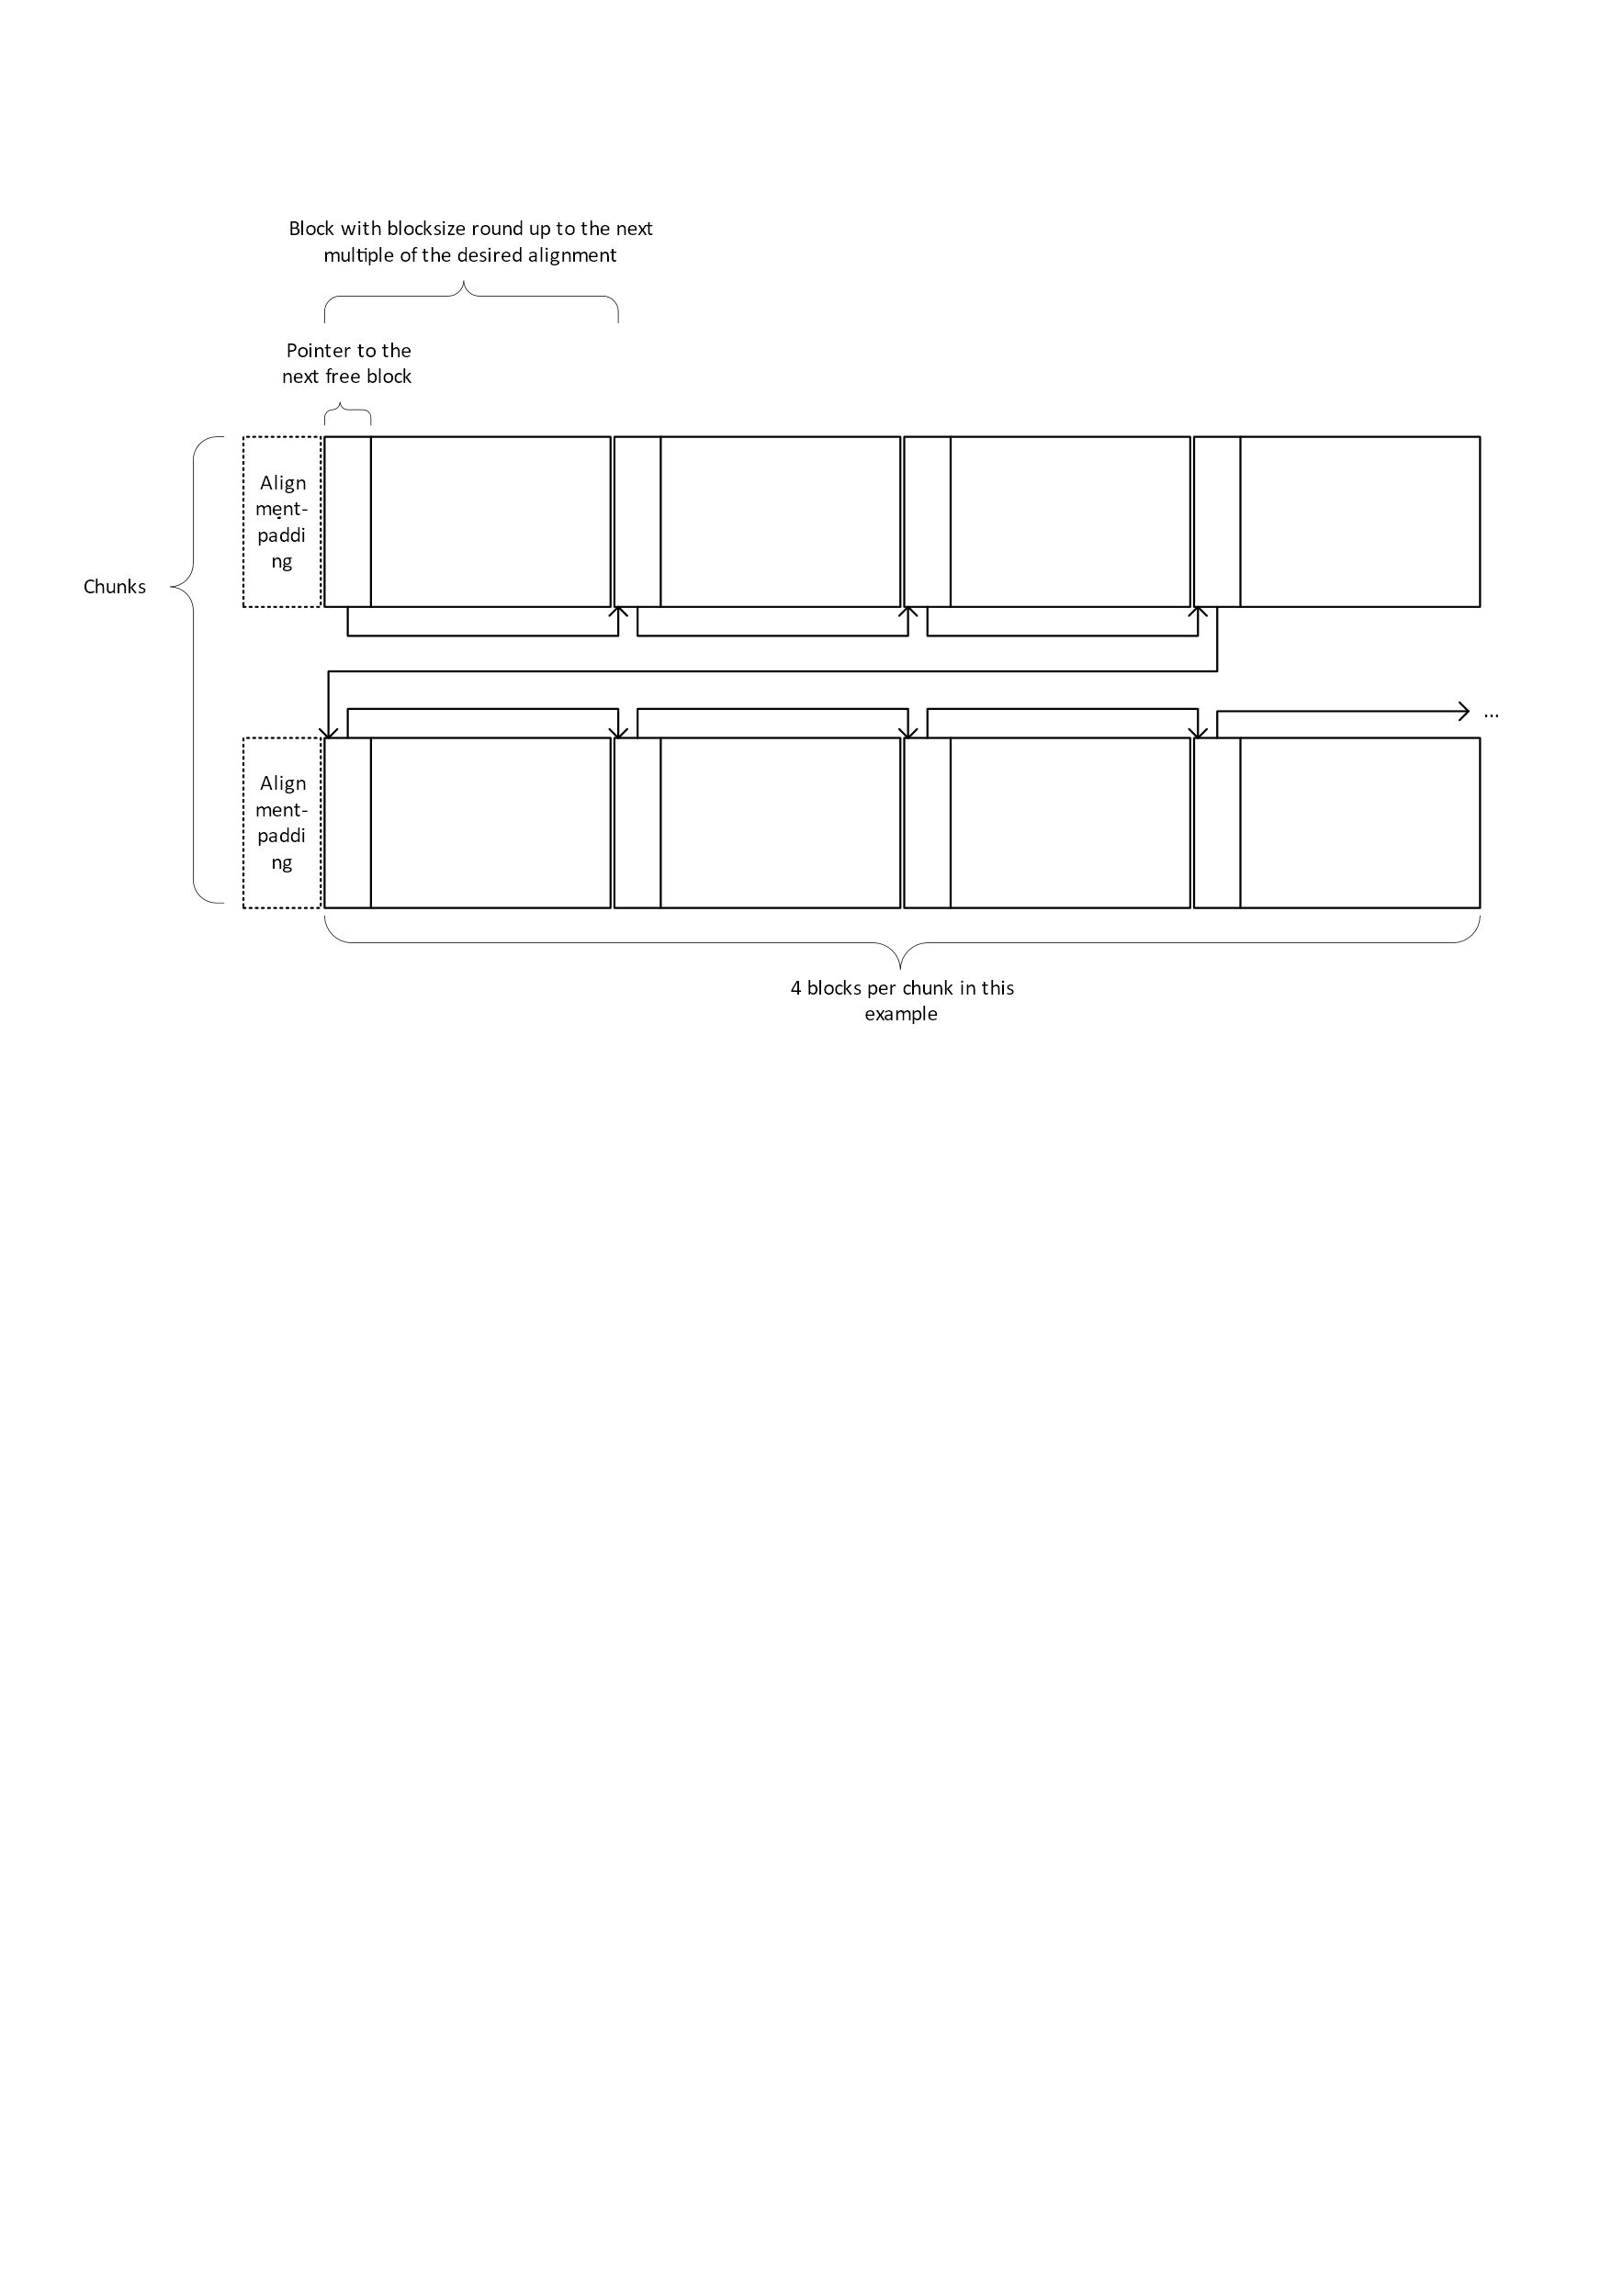 Block with blocksize round up to the next
multiple of the desired alignment
Pointer to the
next free block
Align
ment-
paddi
ng
Chunks
...
Align
ment-
paddi
ng
4 blocks per chunk in this
example